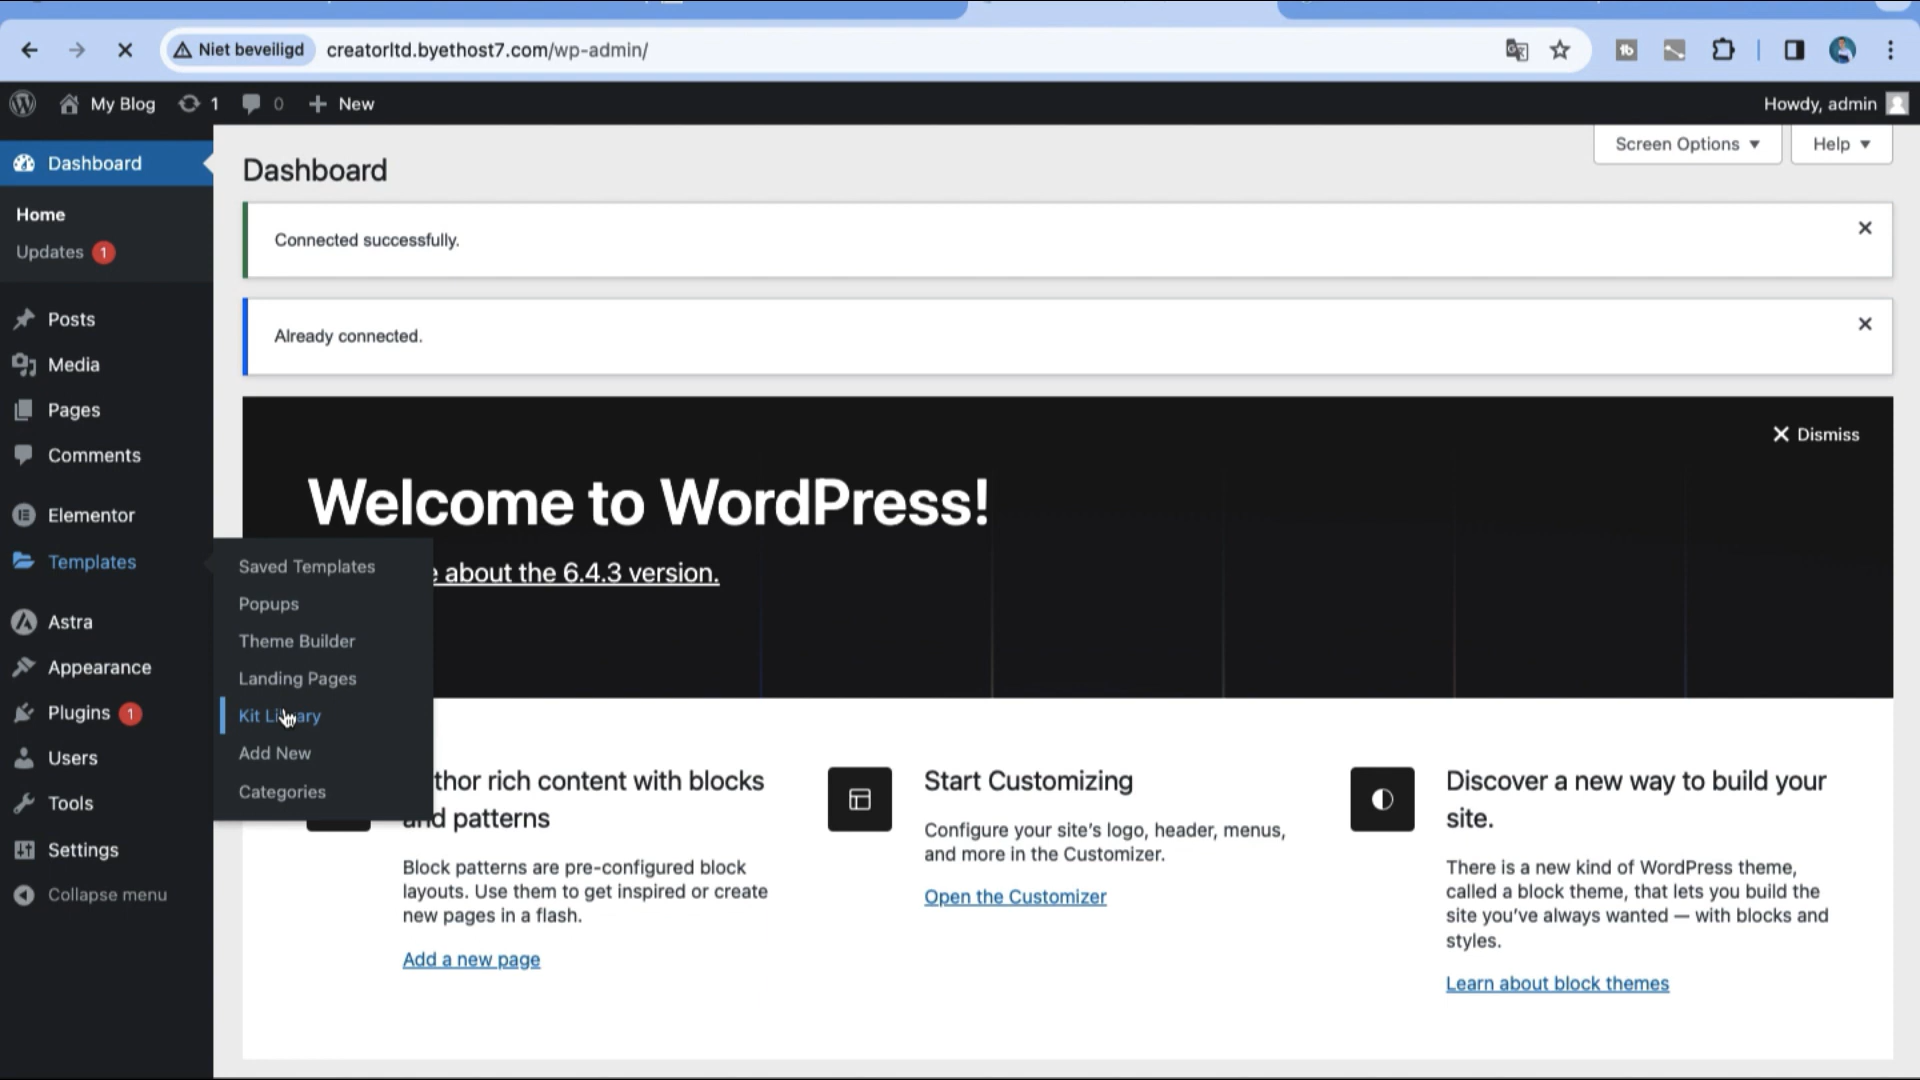 Niet beveiligd creatorltd.byethost7.com/wp-admin/
My Blog 1 0 New Howdy, admin
Screen Options Help
Dashboard
Home
Updates 1
Posts
Media
Pages
Comments
Elementor
Templates
Astra
Appearance
Plugins 1
Users
Tools
Settings
Collapse menu
Saved Templates
Popups
Theme Builder
Landing Pages
Kit Library
Add New
Categories
Dashboard
Connected successfully.
Already connected.
Dismiss
Welcome to WordPress!
about the 6.4.3 version.
thor rich content with blocks
and patterns
Block patterns are pre-configured block
layouts. Use them to get inspired or create
new pages in a flash.
Add a new page
Start Customizing
Configure your site's logo, header, menus,
and more in the Customizer.
Open the Customizer
Discover a new way to build your
site.
There is a new kind of WordPress theme,
called a block theme, that lets you build the
site you've always wanted — with blocks and
styles.
Learn about block themes